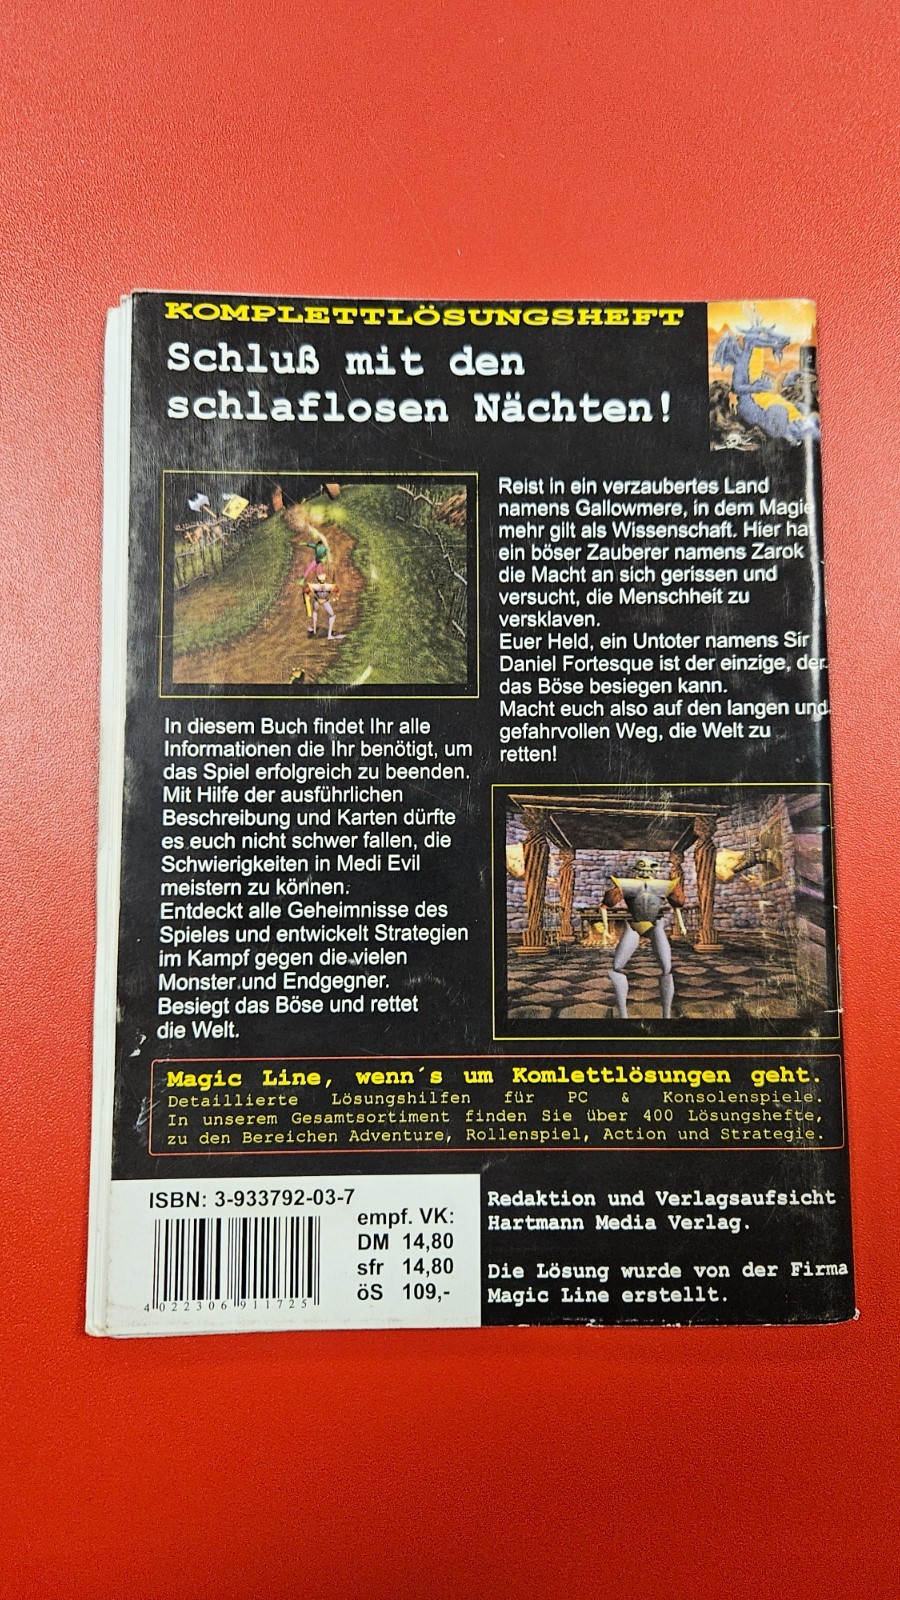 KOMPLETTLÖSUNGSHEFT
Schluß mit den
schlaflosen Nächten!
Reist in ein verzaubertes Land
namens Gallowmere, in dem Magie
mehr gilt als Wissenschaft. Hier hat
ein böser Zauberer namens Zarok
die Macht an sich gerissen und
versucht, die Menschheit zu
versklaven.
Euer Held, ein Untoter namens Sir
Daniel Fortesque ist der einzige, der
das Böse besiegen kann.
Macht euch also auf den langen und
gefahrvollen Weg, die Welt zu
retten!
In diesem Buch findet Ihr alle
Informationen die Ihr benötigt, um
das Spiel erfolgreich zu beenden.
Mit Hilfe der ausführlichen
Beschreibung und Karten dürfte
es euch nicht schwer fallen, die
Schwierigkeiten in Medi Evil
meistern zu können.
Entdeckt alle Geheimnisse des
Spieles und entwickelt Strategien
im Kampf gegen die vielen
Monster und Endgegner.
Besiegt das Böse und rettet
die Welt.
Magic Line, wenn´s um Komlettlösungen geht.
Detaillierte Lösungshilfen für PC & Konsolenspiele.
In unserem Gesamtsortiment finden Sie über 400 Lösungshefte,
zu den Bereichen Adventure, Rollenspiel, Action und Strategie.
ISBN: 3-933792-03-7
empf. VK:
DM 14,80
sfr 14,80
öS 109,-
4 022306 911725
Redaktion und Verlagsaufsicht
Hartmann Media Verlag.
Die Lösung wurde von der Firma
Magic Line erstellt.